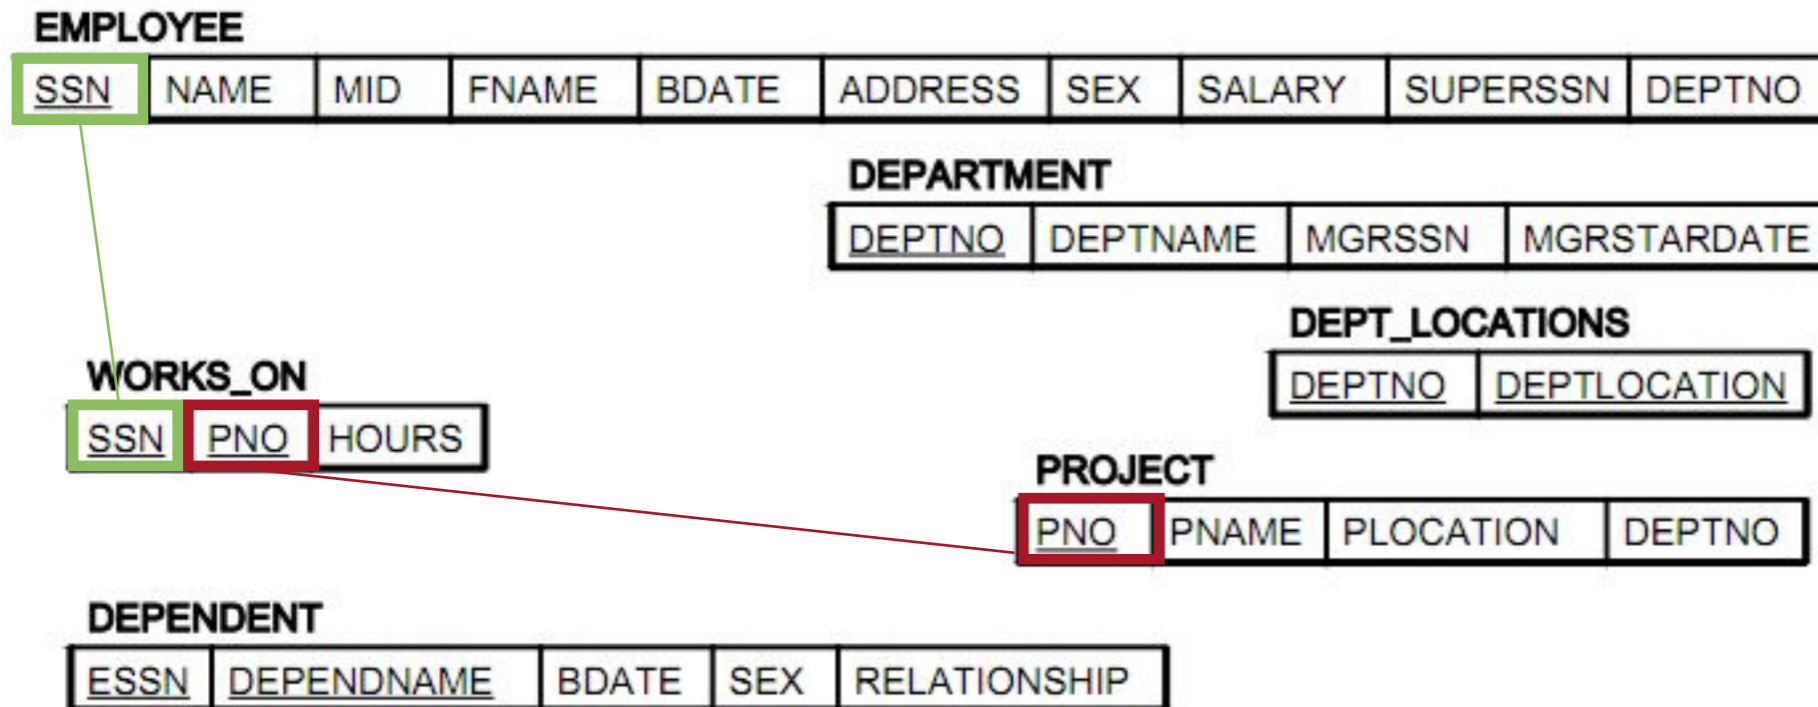 EMPLOYEE
SSN NAME MID FNAME BDATE ADDRESS SEX SALARY SUPERSSN DEPTNO
DEPARTMENT
DEPTNO DEPTNAME MGRSSN MGRSTARDATE
DEPT_LOCATIONS
DEPTNO DEPTLOCATION
WORKS_ON
SSN PNO HOURS
PROJECT
PNO PNAME PLOCATION DEPTNO
DEPENDENT
ESSN DEPENDNAME BDATE SEX RELATIONSHIP